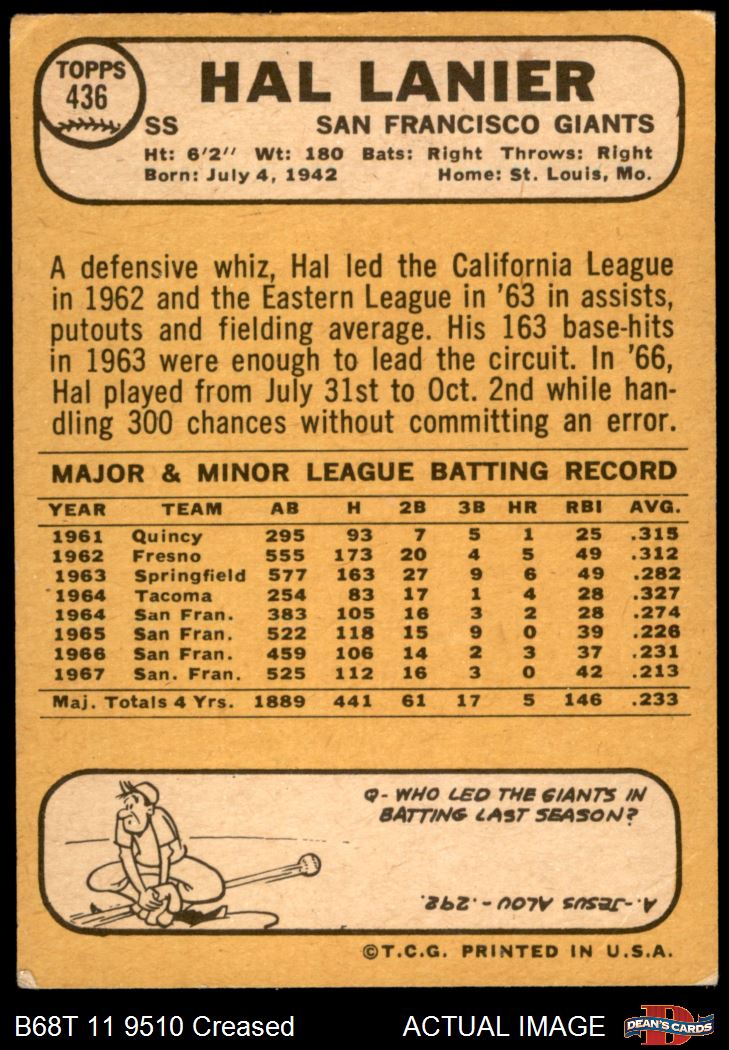 TOPPS
436
HAL LANIER
SS SAN FRANCISCO GIANTS
Ht: 6'2" Wt: 180 Bats: Right Throws: Right
Born: July 4, 1942 Home: St. Louis, Mo.
A defensive whiz, Hal led the California League
in 1962 and the Eastern League in '63 in assists,
putouts and fielding average. His 163 base-hits
in 1963 were enough to lead the circuit. In '66,
Hal played from July 31st to Oct. 2nd while han-
dling 300 chances without committing an error.
MAJOR & MINOR LEAGUE BATTING RECORD
YEAR TEAM AB H 2B 3B HR RBI AVG.
1961 Quincy 295 93 7 5 1 25 .315
1962 Fresno 555 173 20 4 5 49 .312
1963 Springfield 577 163 27 9 6 49 .282
1964 Tacoma 254 83 17 1 4 28 .327
1964 San Fran. 383 105 16 3 2 28 .274
1965 San Fran. 522 118 15 9 0 39 .226
1966 San Fran. 459 106 14 2 3 37 .231
1967 San. Fran. 525 112 16 3 0 42 .213
Maj. Totals 4 Yrs. 1889 441 61 17 5 146 .233
Q- WHO LED THE GIANTS IN
BATTING LAST SEASON?
A.-JESUS ALOU -.292.
©T.C.G. PRINTED IN U.S.A.
B68T 11 9510 Creased ACTUAL IMAGE
DEAN'S CARDS